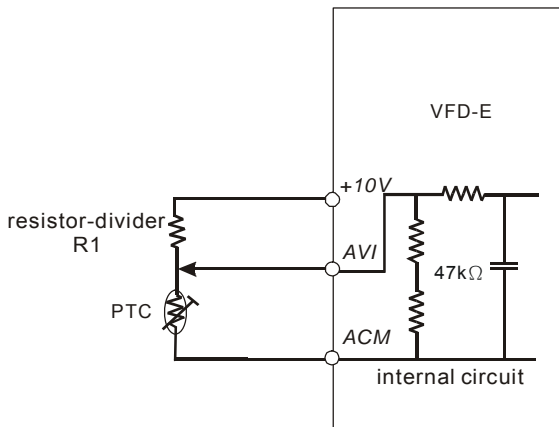 VFD-E
+10V
resistor-divider
R1
AVI
47kΩ
PTC
ACM
internal circuit